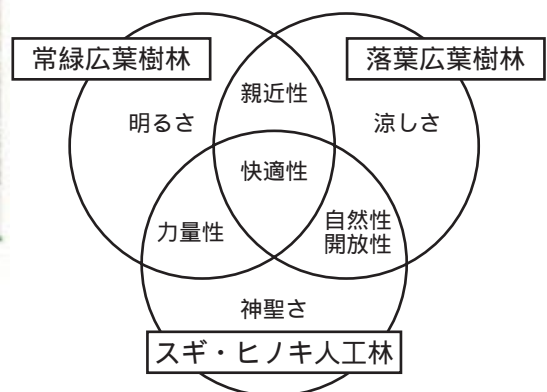 常緑広葉樹林
落葉広葉樹林
親近性
明るさ
涼しさ
快適性
力量性
自然性
開放性
神聖さ
スギ・ヒノキ人工林